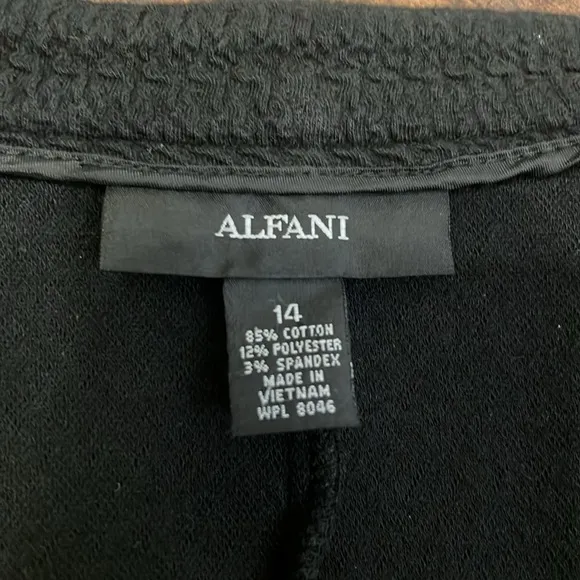 ALFANI
14
85% COTTON
12% POLYESTER
3% SPANDEX
MADE IN
VIETNAM
WPL 8046